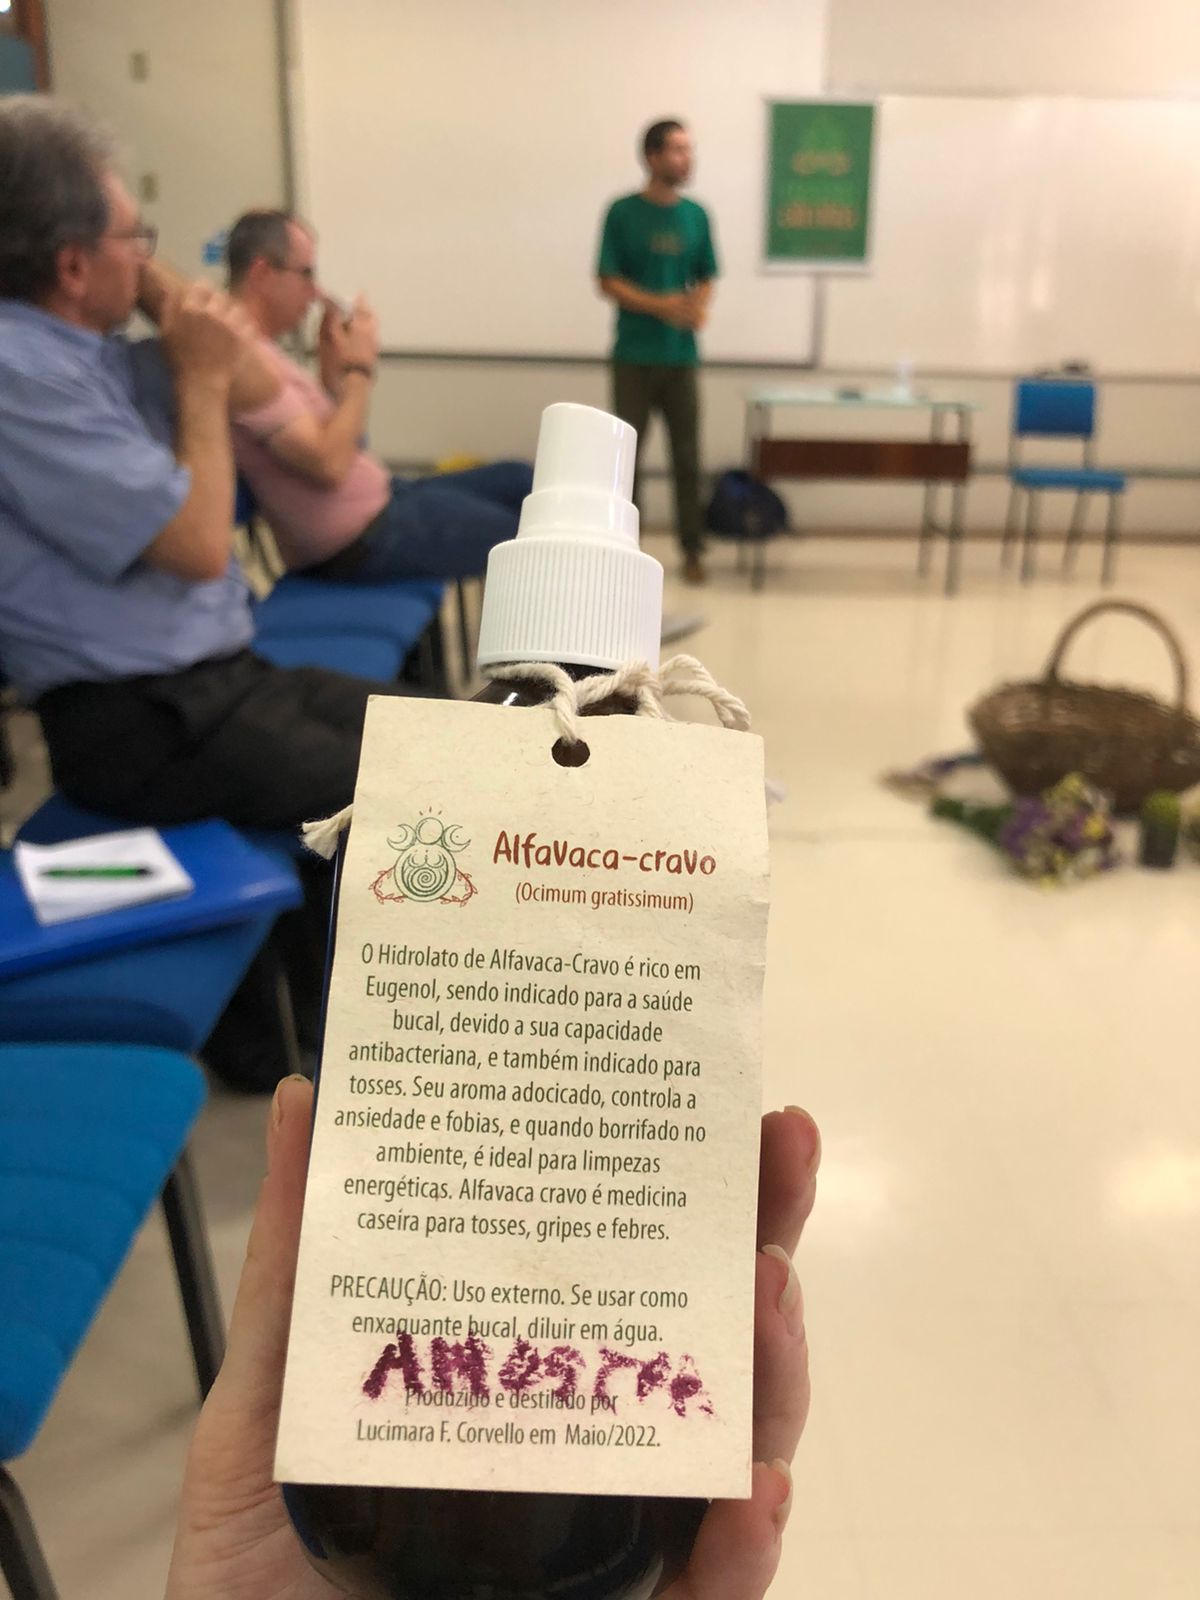 Alfavaca-cravo
(Ocimum gratissimum)
O Hidrolato de Alfavaca-Cravo é rico em
Eugenol, sendo indicado para a saúde
bucal, devido a sua capacidade
antibacteriana, e também indicado para
tosses. Seu aroma adocicado, controla a
ansiedade e fobias, e quando borrifado no
ambiente, é ideal para limpezas
energéticas. Alfavaca cravo é medicina
caseira para tosses, gripes e febres.
PRECAUÇÃO: Uso externo. Se usar como
enxaguante bucal, diluir em água.
AMOSTRA
Produzido e destilado por
Lucimara F. Corvello em Maio/2022.